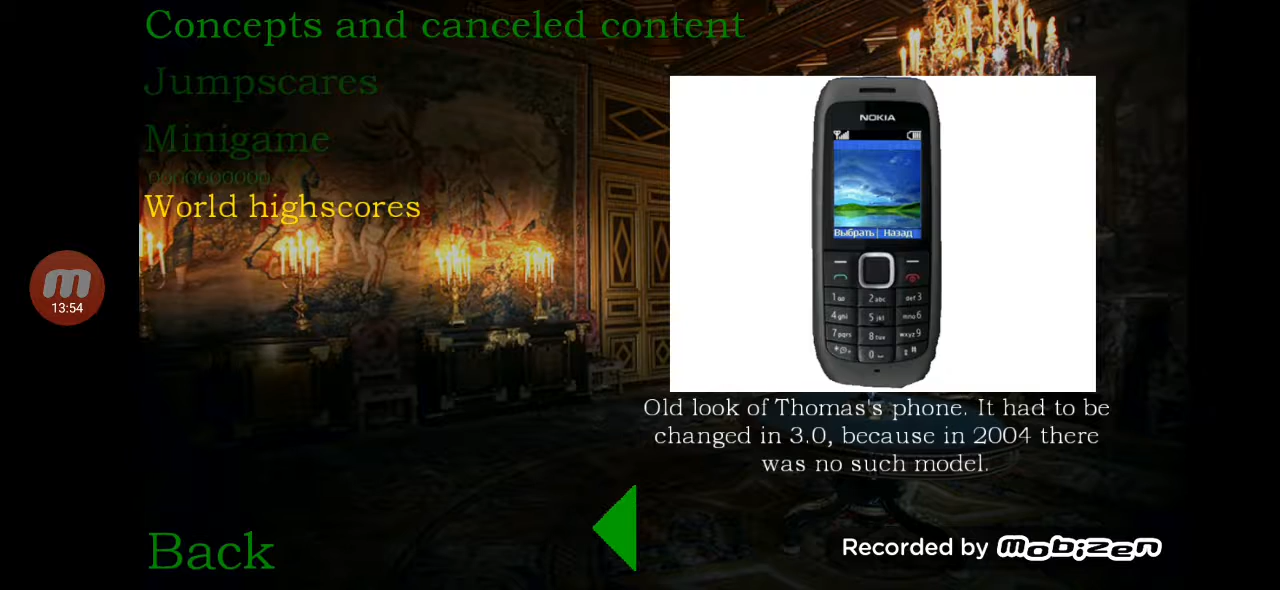 Concepts and canceled content
Jumpscares
Minigame
0000000000
World highscores
13:54
NOKIA
Выбрать| Назад
Old look of Thomas's phone. It had to be
changed in 3.0, because in 2004 there
was no such model.
Back
Recorded by mobizen